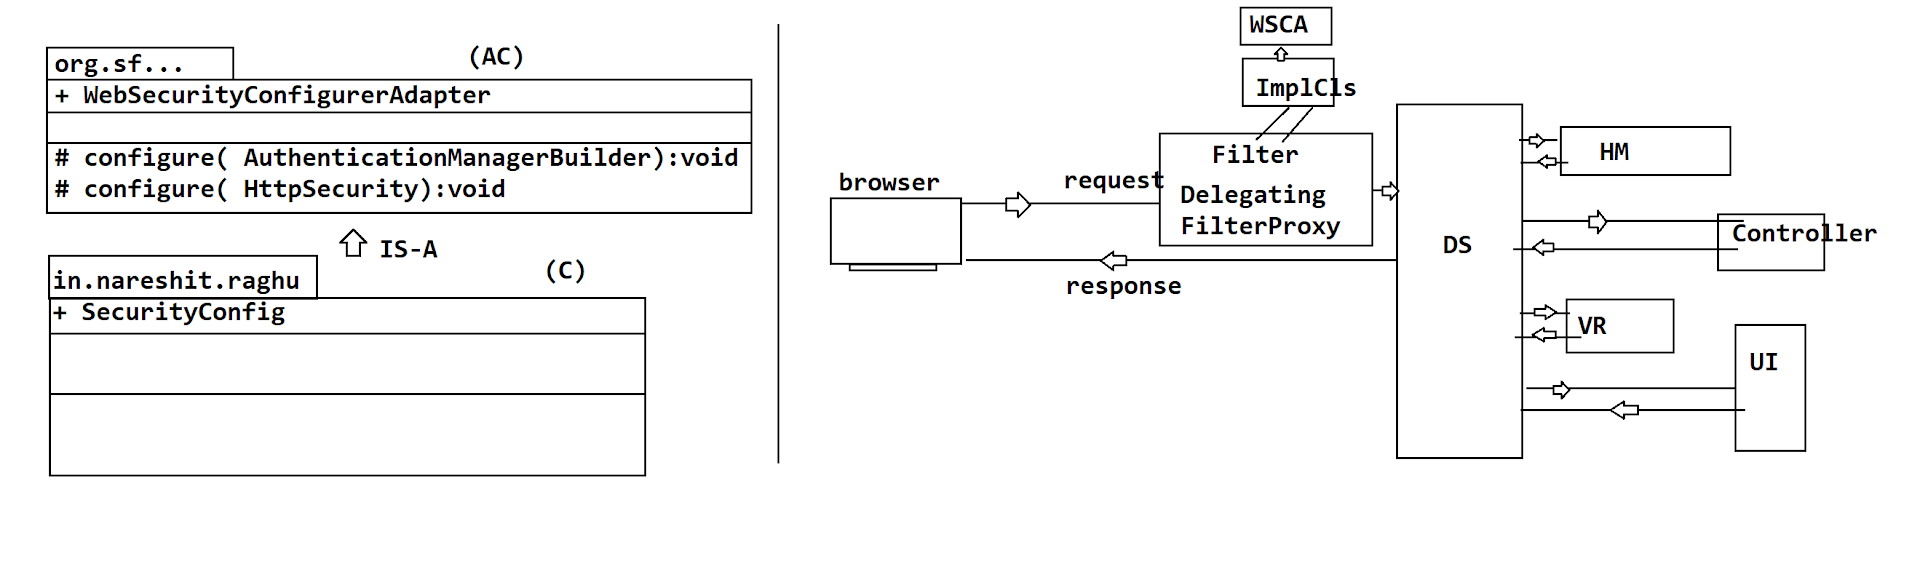 org.sf...
(AC)
+ WebSecurityConfigurerAdapter
# configure( AuthenticationManagerBuilder):void
# configure( HttpSecurity):void
IS-A
in.nareshit.raghu
(C)
+ SecurityConfig
WSCA
ImplCls
Filter
Delegating
FilterProxy
browser
request
response
DS
HM
Controller
VR
UI